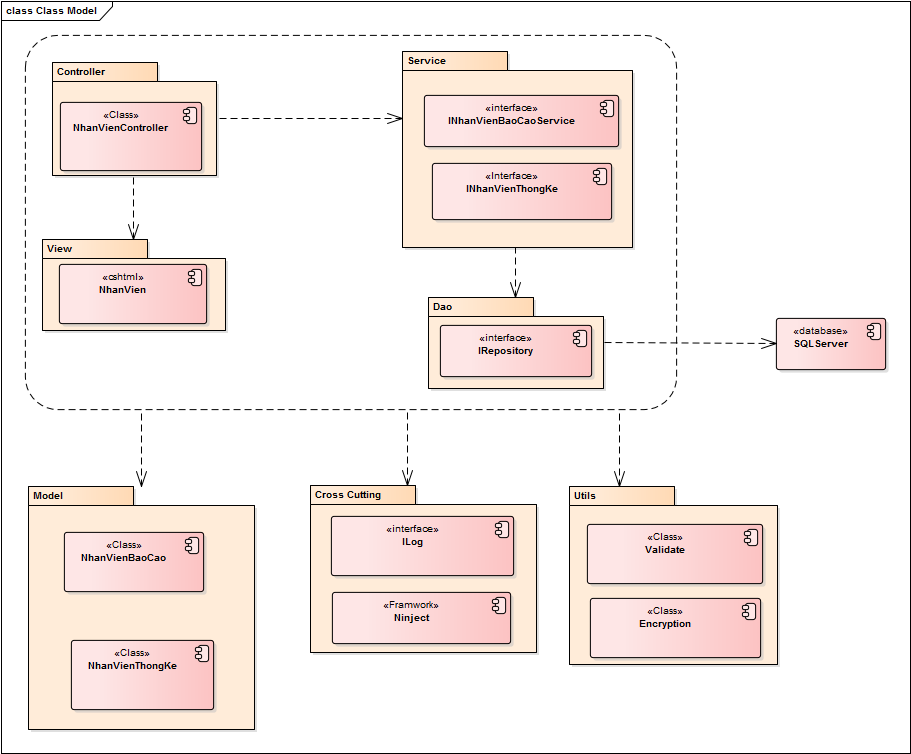 class Class Model
Controller
«Class»
NhanVienController
Service
«interface»
INhanVienBaoCaoService
«Interface»
INhanVienThongKe
View
«cshtml»
NhanVien
Dao
«interface»
IRepository
«database»
SQLServer
Model
«Class»
NhanVienBaoCao
«Class»
NhanVienThongKe
Cross Cutting
«interface»
ILog
«Framwork»
Ninject
Utils
«Class»
Validate
«Class»
Encryption